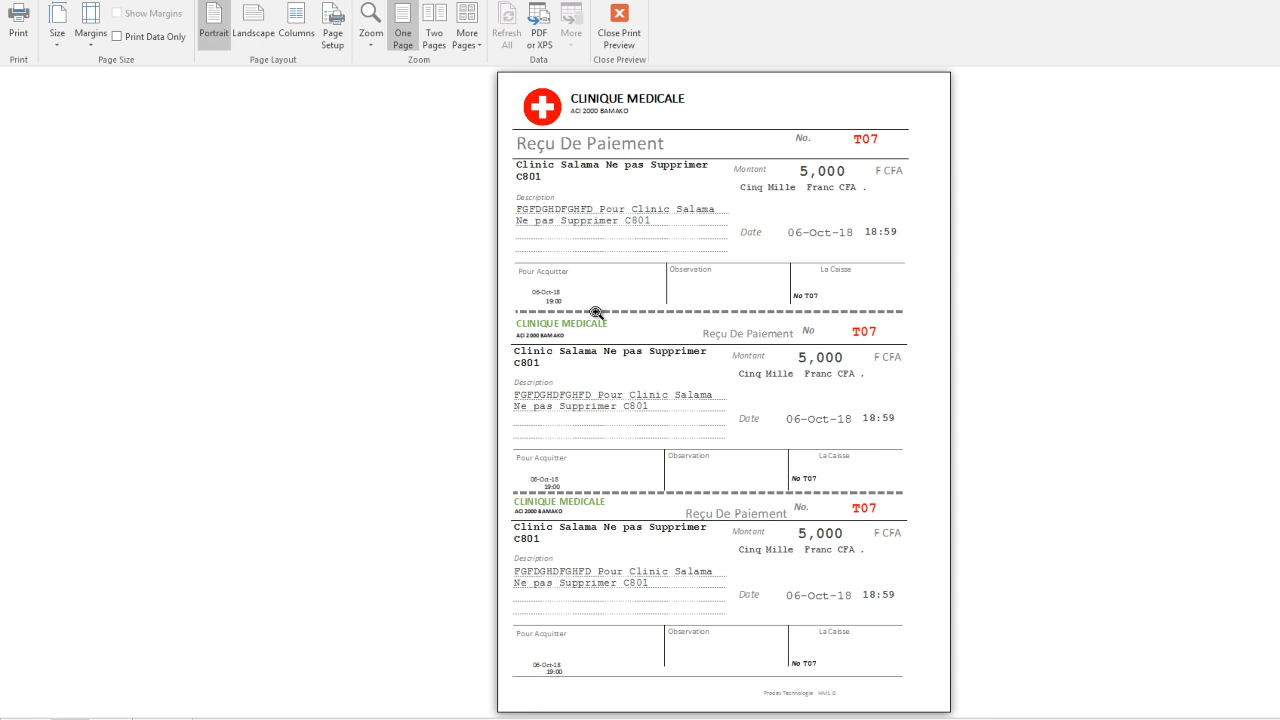 Print
Size
Margins
Show Margins
Print Data Only
Portrait
Landscape
Columns
Page Setup
Zoom
One Page
Two Pages
More Pages
Refresh All
PDF or XPS
More
Close Print Preview
Print
Page Size
Page Layout
Zoom
Data
Close Preview
CLINIQUE MEDICALE
ACI 2000 BAMAKO
Reçu De Paiement
No.
T07
Clinic Salama Ne pas Supprimer
C801
Montant
5,000
F CFA
Cinq Mille Franc CFA .
Description
FGFDGHDFGHFD Pour Clinic Salama
Ne pas Supprimer C801
Date
06-Oct-18
18:59
Pour Acquitter
Observation
La Caisse
06-Oct-18
19:00
No T07
CLINIQUE MEDICALE
ACI 2000 BAMAKO
Reçu De Paiement
No
T07
Clinic Salama Ne pas Supprimer
C801
Montant
5,000
F CFA
Cinq Mille Franc CFA .
Description
FGFDGHDFGHFD Pour Clinic Salama
Ne pas Supprimer C801
Date
06-Oct-18
18:59
Pour Acquitter
Observation
La Caisse
06-Oct-18
19:00
No T07
CLINIQUE MEDICALE
ACI 2000 BAMAKO
Reçu De Paiement
No.
T07
Clinic Salama Ne pas Supprimer
C801
Montant
5,000
F CFA
Cinq Mille Franc CFA .
Description
FGFDGHDFGHFD Pour Clinic Salama
Ne pas Supprimer C801
Date
06-Oct-18
18:59
Pour Acquitter
Observation
La Caisse
06-Oct-18
19:00
No T07
Prodev Technologie HM1.0